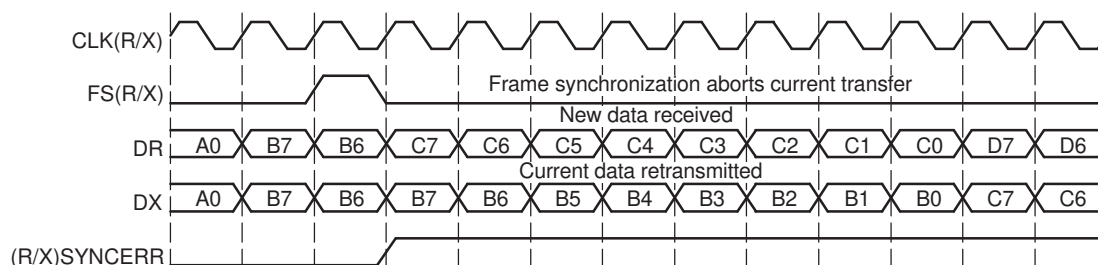 CLK(R/X)
FS(R/X)
Frame synchronization aborts current transfer
New data received
DR A0 B7 B6 C7 C6 C5 C4 C3 C2 C1 C0 D7 D6
Current data retransmitted
DX A0 B7 B6 B7 B6 B5 B4 B3 B2 B1 B0 C7 C6
(R/X)SYNCERR